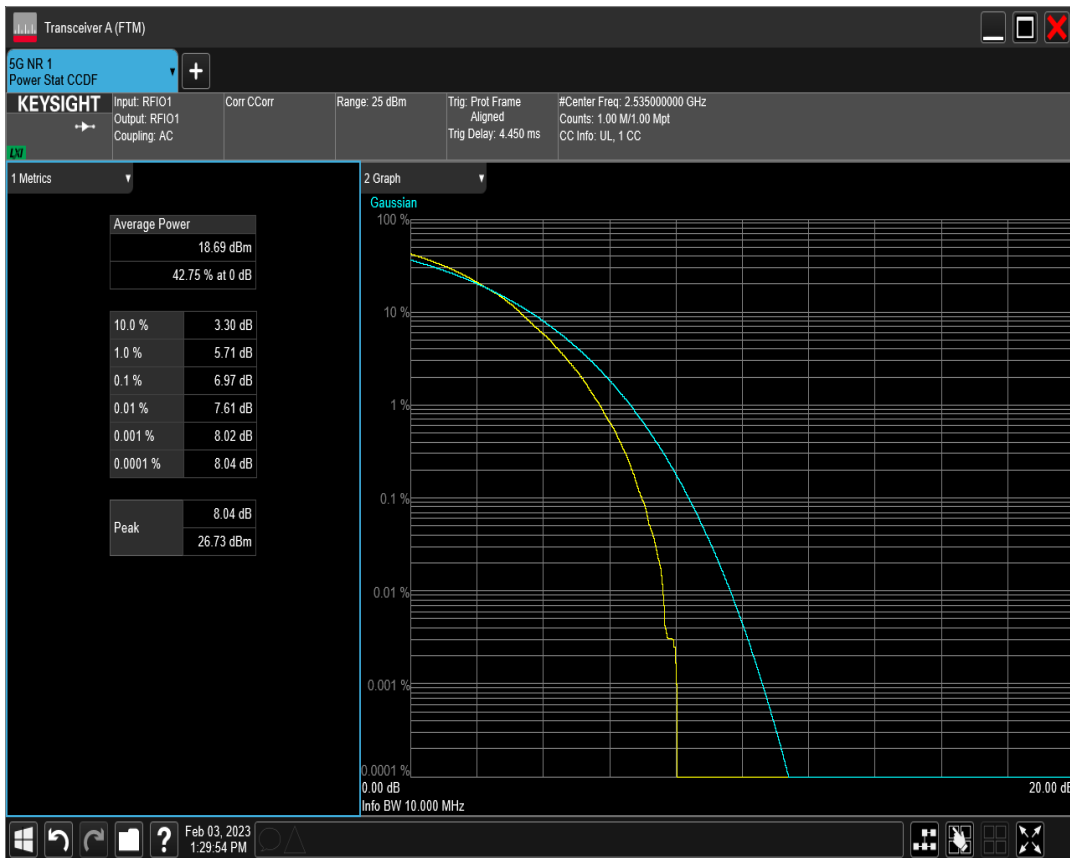 Transceiver A (FTM)
5G NR 1
Power Stat CCDF
+
KEYSIGHT
LXI
Input: RFIO1
Output: RFIO1
Coupling: AC
Corr CCorr
Range: 25 dBm
Trig: Prot Frame
Aligned
Trig Delay: 4.450 ms
#Center Freq: 2.535000000 GHz
Counts: 1.00 M/1.00 Mpt
CC Info: UL, 1 CC
1 Metrics
Average Power
18.69 dBm
42.75 % at 0 dB
10.0 % 3.30 dB
1.0 % 5.71 dB
0.1 % 6.97 dB
0.01 % 7.61 dB
0.001 % 8.02 dB
0.0001 % 8.04 dB
Peak
8.04 dB
26.73 dBm
2 Graph
Gaussian
100 %
10 %
1 %
0.1 %
0.01 %
0.001 %
0.0001 %
0.00 dB 20.00 dB
Info BW 10.000 MHz
?
Feb 03, 2023
1:29:54 PM